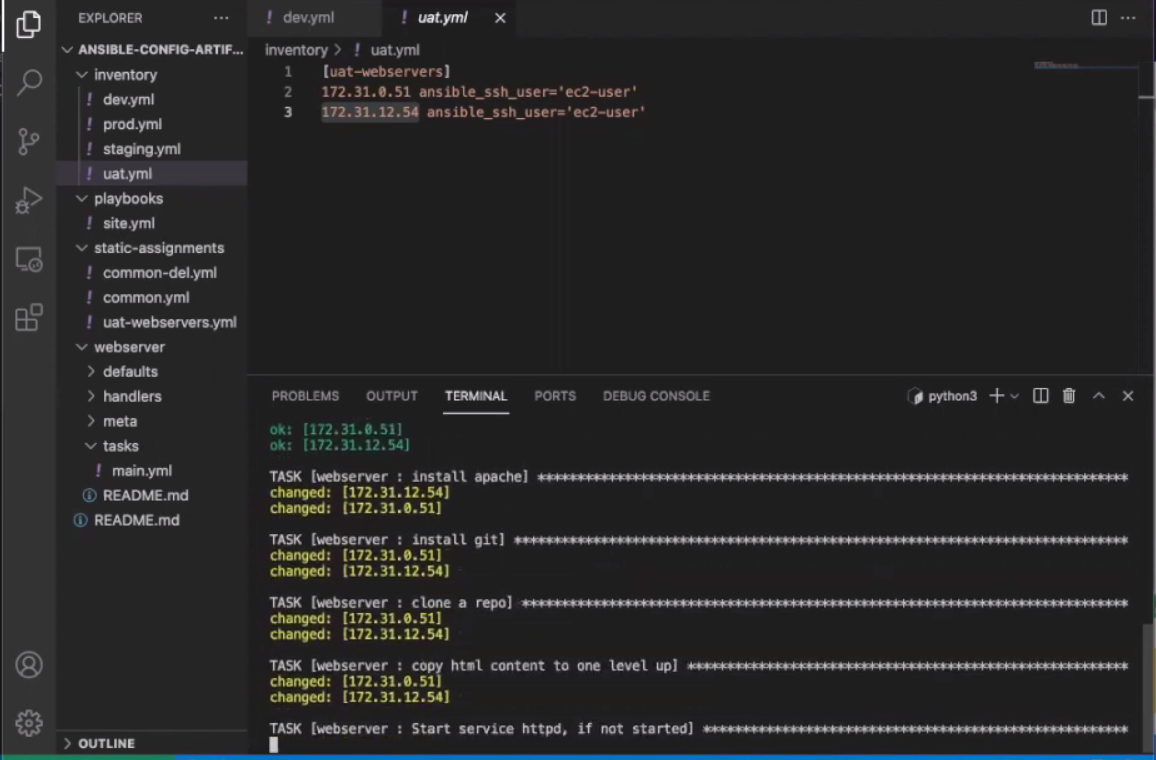 EXPLORER ...
dev.yml
uat.yml
ANSIBLE-CONFIG-ARTIF...
inventory
dev.yml
prod.yml
staging.yml
uat.yml
playbooks
site.yml
static-assignments
common-del.yml
common.yml
uat-webservers.yml
webserver
defaults
handlers
meta
tasks
main.yml
README.md
README.md
OUTLINE
inventory > ! uat.yml
1 [uat-webservers]
2 172.31.0.51 ansible_ssh_user='ec2-user'
3 172.31.12.54 ansible_ssh_user='ec2-user'
PROBLEMS OUTPUT TERMINAL PORTS DEBUG CONSOLE
python3
ok: [172.31.0.51]
ok: [172.31.12.54]
TASK [webserver : install apache] **************************************************************************
changed: [172.31.12.54]
changed: [172.31.0.51]
TASK [webserver : install git] *****************************************************************************
changed: [172.31.0.51]
changed: [172.31.12.54]
TASK [webserver : clone a repo] ****************************************************************************
changed: [172.31.0.51]
changed: [172.31.12.54]
TASK [webserver : copy html content to one level up] *******************************************************
changed: [172.31.0.51]
changed: [172.31.12.54]
TASK [webserver : Start service httpd, if not started] *****************************************************